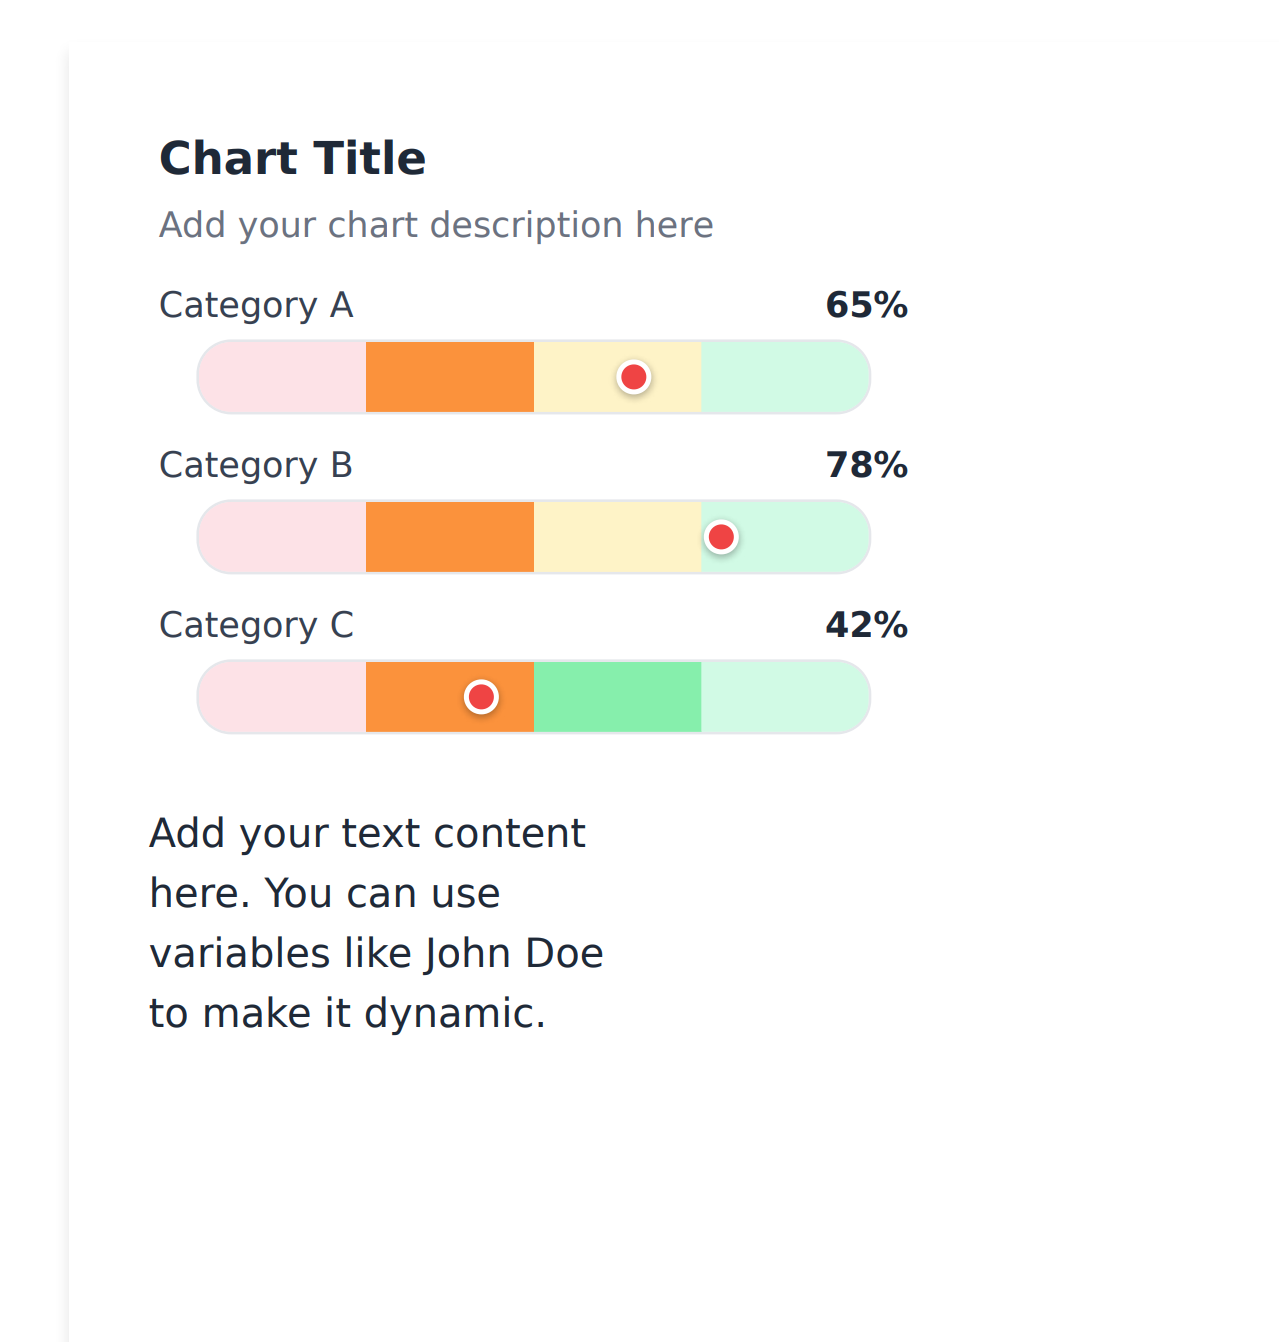 Chart Title
Add your chart description here
Category A 65%
Category B 78%
Category C 42%
Add your text content
here. You can use
variables like John Doe
to make it dynamic.